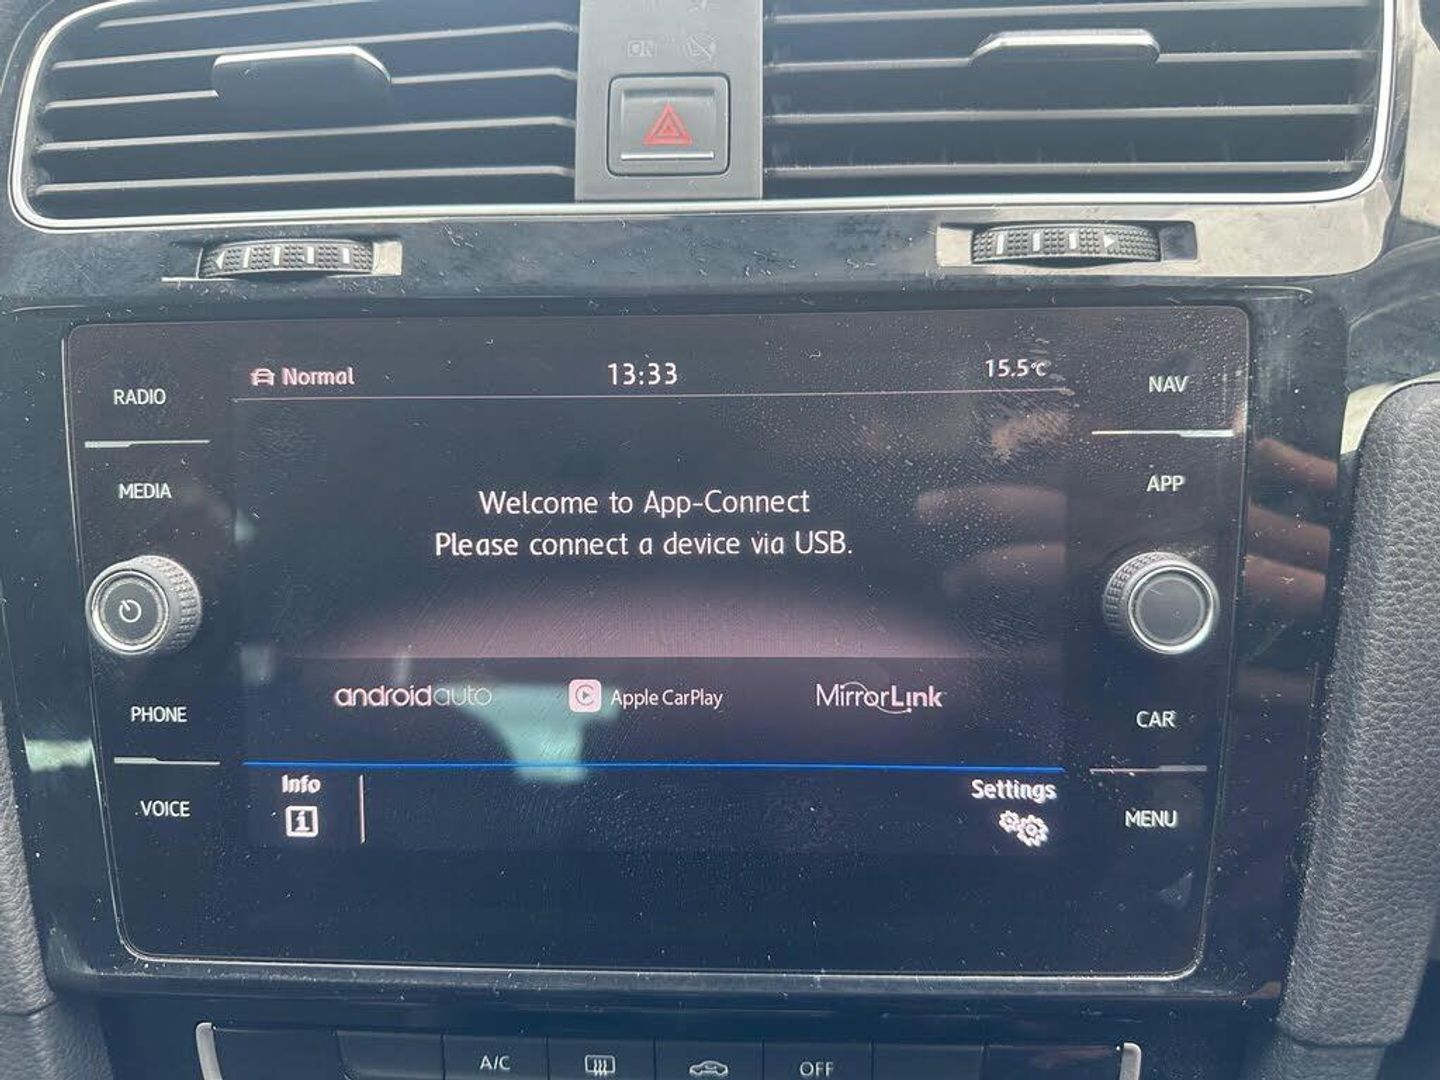 ON
Normal
13:33
15.5°C
RADIO
NAV
MEDIA
APP
Welcome to App-Connect
Please connect a device via USB.
androidauto
Apple CarPlay
MirrorLink
PHONE
CAR
VOICE
MENU
Info
Settings
A/C
OFF